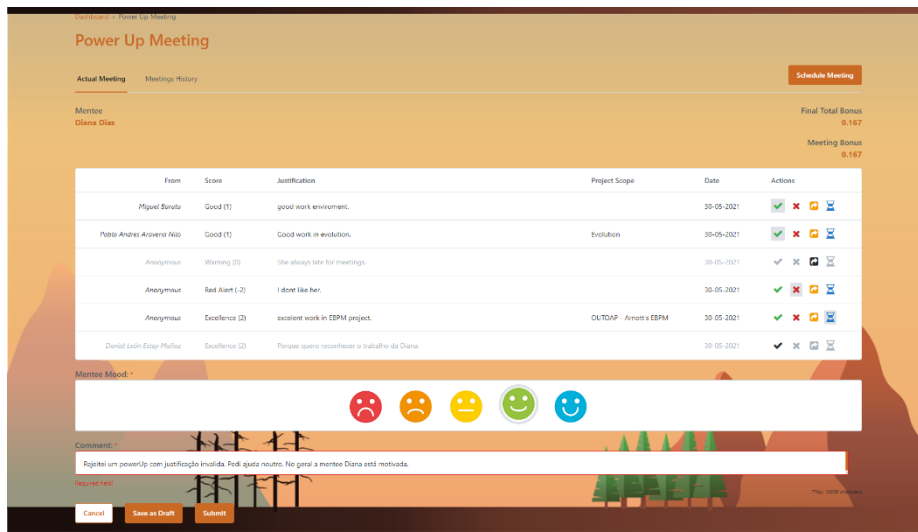 Dashboard > Power Up Meeting
Power Up Meeting
Actual Meeting Meetings History Schedule Meeting
Mentee Final Total Bonus
Diana Dias 0.167
Meeting Bonus
0.167
From Score Justification Project Scope Date Actions
Miguel Barata Good (1) good work enviroment. 30-05-2021
Pablo Andres Aravena Nilo Good (1) Good work in evolution. Evolution 30-05-2021
Anonymous Warning (0) She always late for meetings. 30-05-2021
Anonymous Red Alert (-2) I dont like her. 30-05-2021
Anonymous Excellence (2) excelent work in EBPM project. OUTOAP - Arnott's EBPM 30-05-2021
Daniel León Estay Muñoz Excellence (2) Porque quero reconhecer o trabalho da Diana. 30-05-2021
Mentee Mood: *
Comment: *
Rejeitei um powerUp com justificação invalida. Pedi ajuda neutro. No geral a mentee Diana está motivada.
Required field!
Cancel Save as Draft Submit